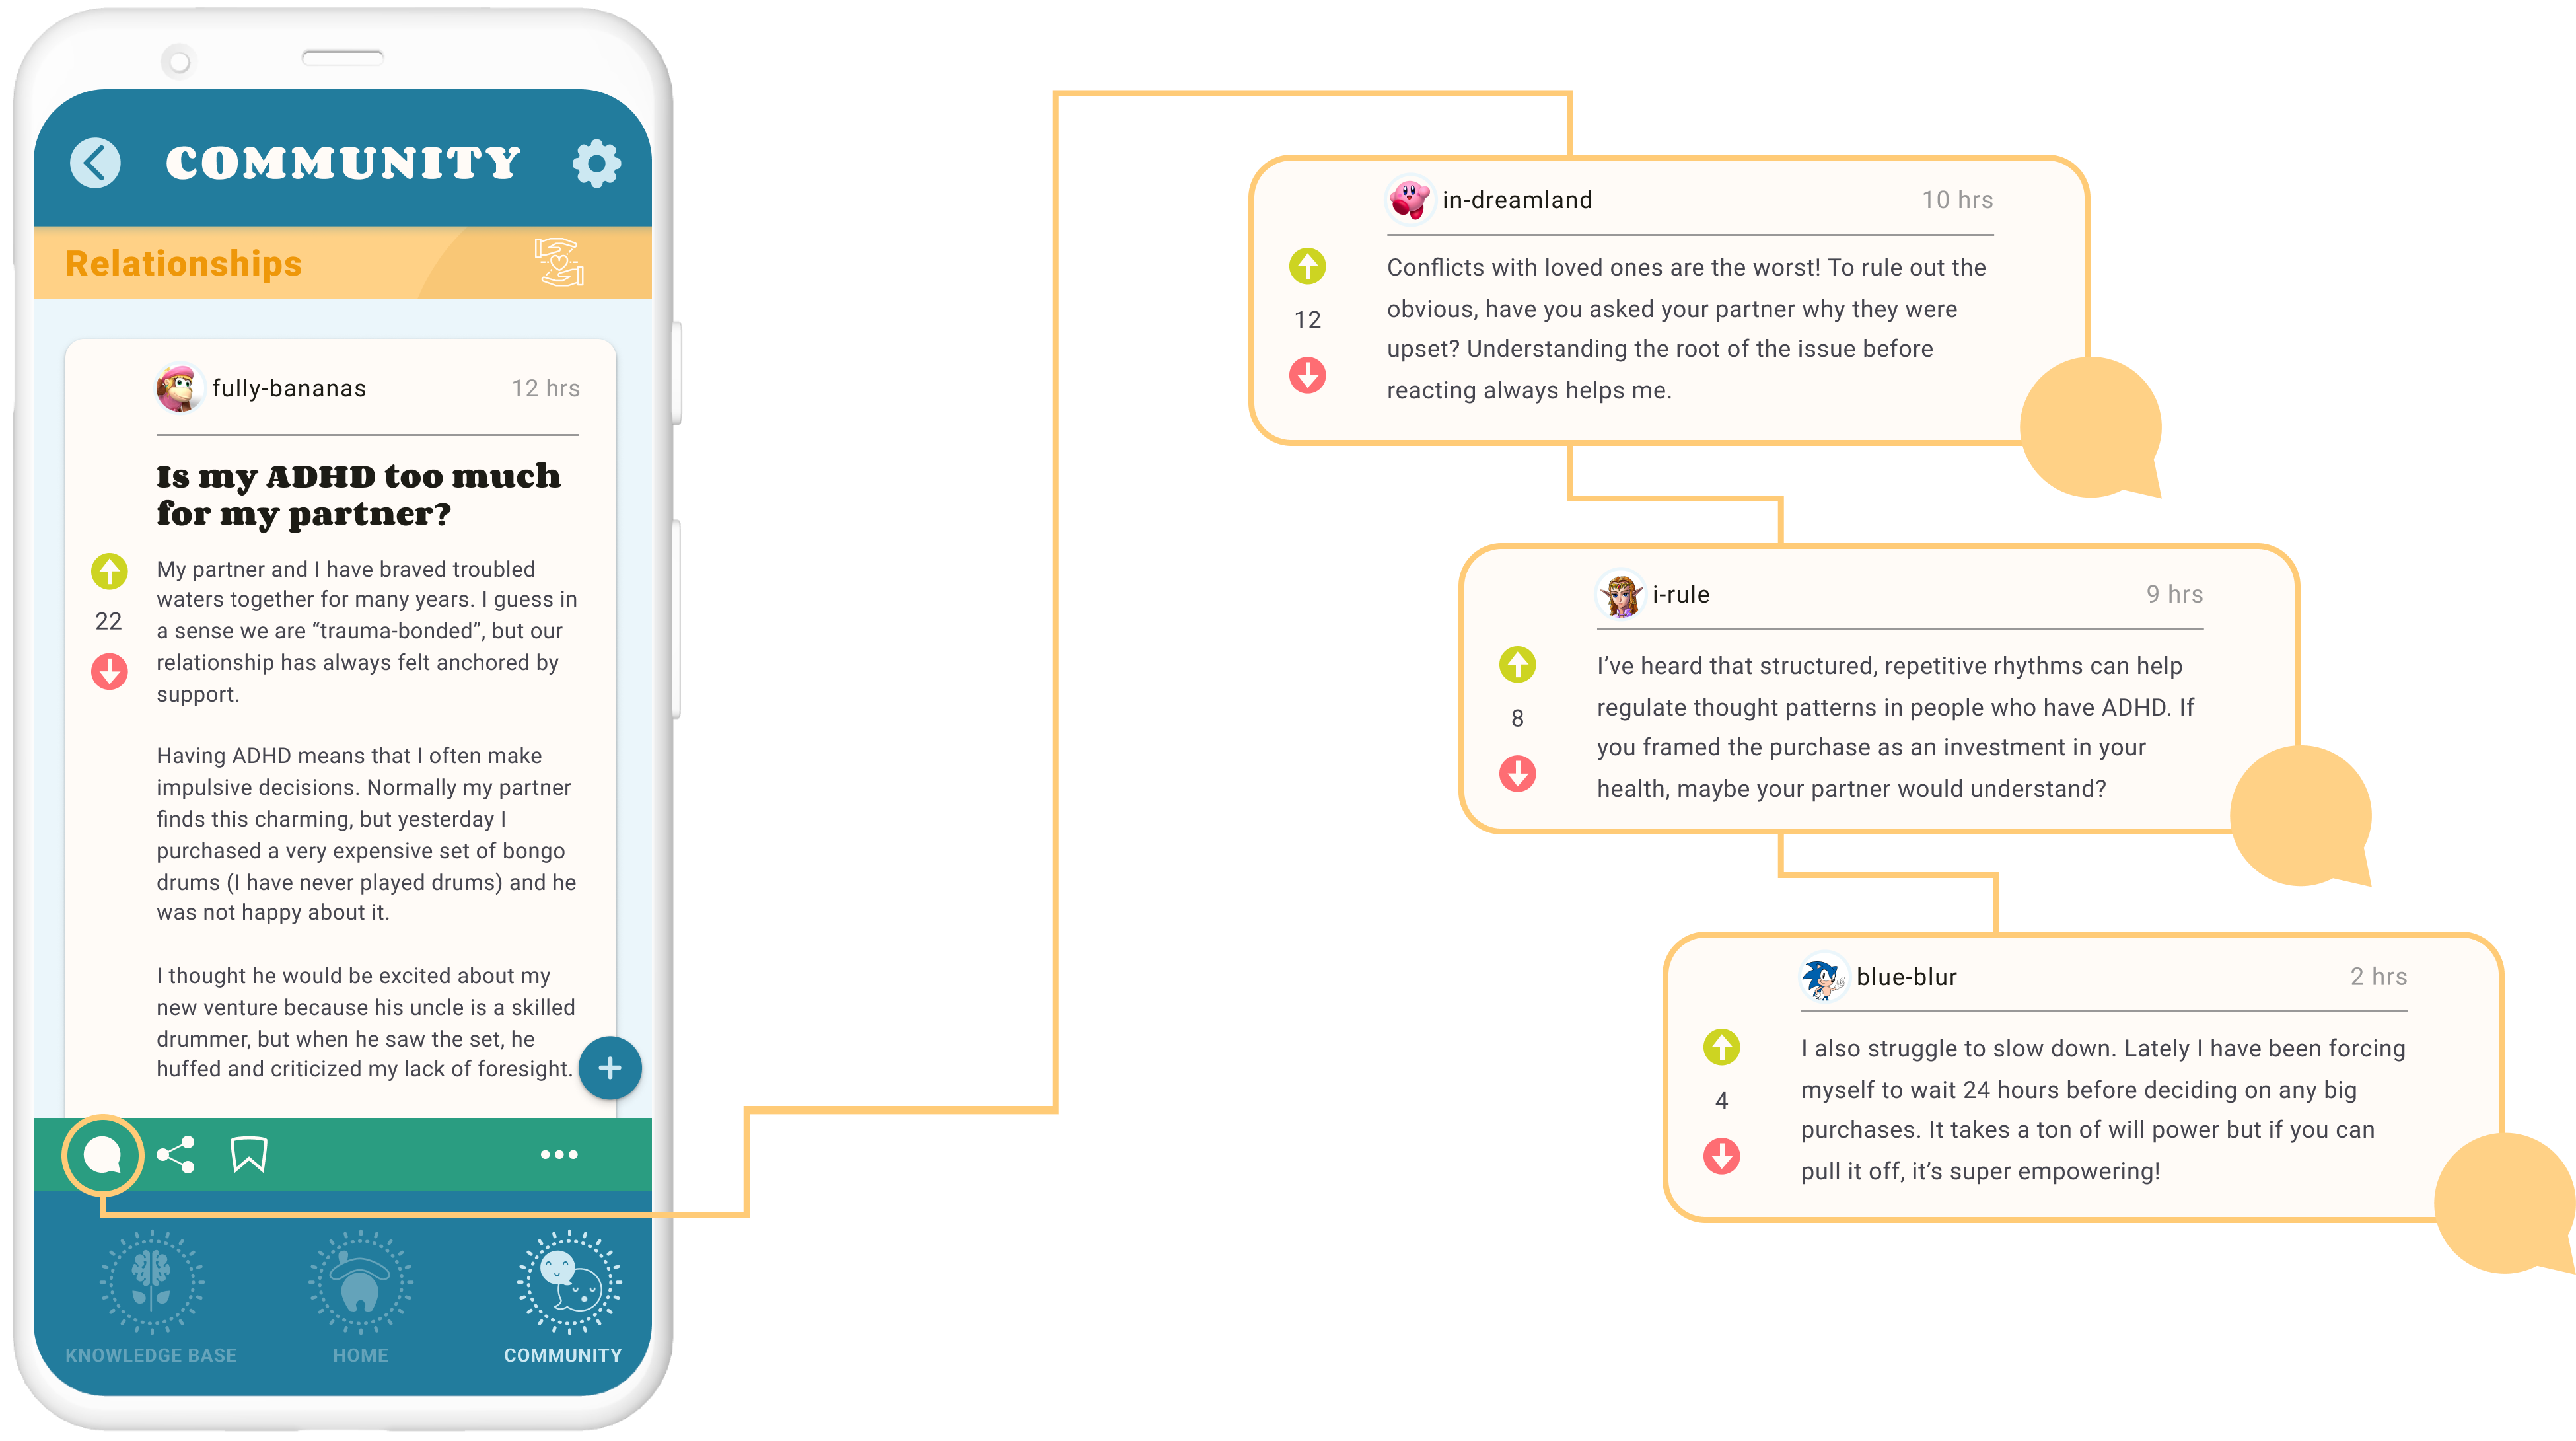 COMMUNITY
Relationships
fully-bananas
12 hrs
Is my ADHD too much
for my partner?
22
My partner and I have braved troubled
waters together for many years. I guess in
a sense we are “trauma-bonded”, but our
relationship has always felt anchored by
support.
Having ADHD means that I often make
impulsive decisions. Normally my partner
finds this charming, but yesterday I
purchased a very expensive set of bongo
drums (I have never played drums) and he
was not happy about it.
I thought he would be excited about my
new venture because his uncle is a skilled
drummer, but when he saw the set, he
huffed and criticized my lack of foresight.
KNOWLEDGE BASE
HOME
COMMUNITY
in-dreamland
10 hrs
12
Conflicts with loved ones are the worst! To rule out the
obvious, have you asked your partner why they were
upset? Understanding the root of the issue before
reacting always helps me.
i-rule
9 hrs
8
I’ve heard that structured, repetitive rhythms can help
regulate thought patterns in people who have ADHD. If
you framed the purchase as an investment in your
health, maybe your partner would understand?
blue-blur
2 hrs
4
I also struggle to slow down. Lately I have been forcing
myself to wait 24 hours before deciding on any big
purchases. It takes a ton of will power but if you can
pull it off, it’s super empowering!